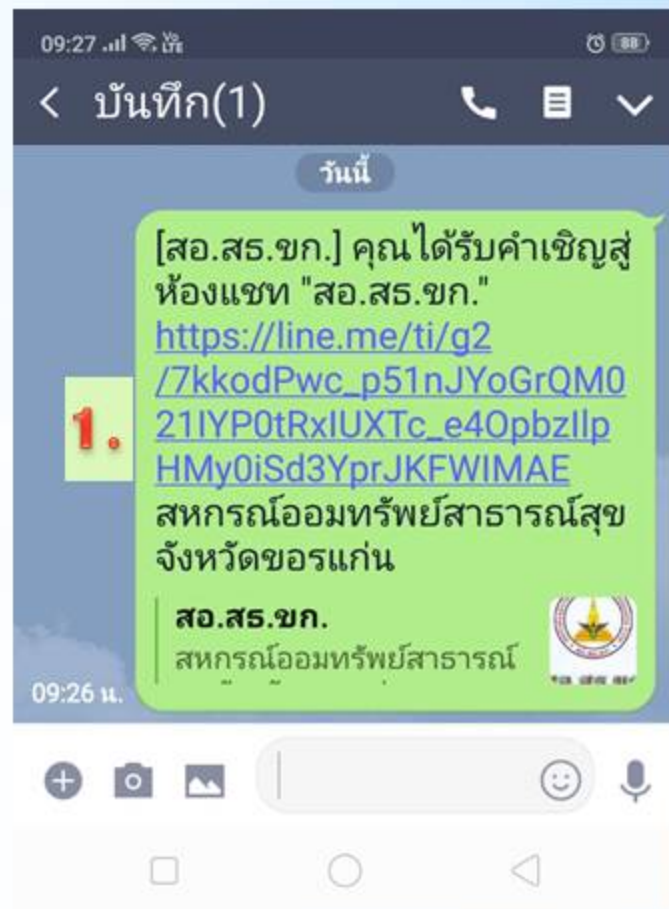 09:27
88
บันทึก(1)
วันนี้
[สอ.สธ.ขก.] คุณได้รับคำเชิญสู่
ห้องแชท "สอ.สธ.ขก."
https://line.me/ti/g2
/7kkodPwc_p51nJYoGrQM0
21IYP0tRxIUXTc_e4OpbzIlp
HMy0iSd3YprJKFWIMAE
สหกรณ์ออมทรัพย์สาธารณ์สุข
จังหวัดขอรแก่น
1.
สอ.สธ.ขก.
สหกรณ์ออมทรัพย์สาธารณ์
09:26 น.